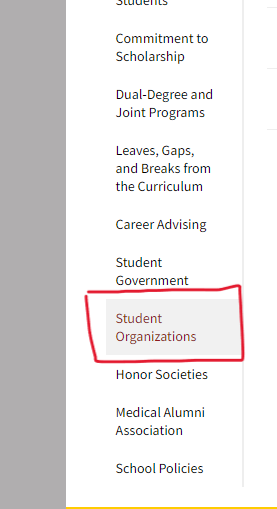 Students
Commitment to
Scholarship
Dual-Degree and
Joint Programs
Leaves, Gaps,
and Breaks from
the Curriculum
Career Advising
Student
Government
Student
Organizations
Honor Societies
Medical Alumni
Association
School Policies